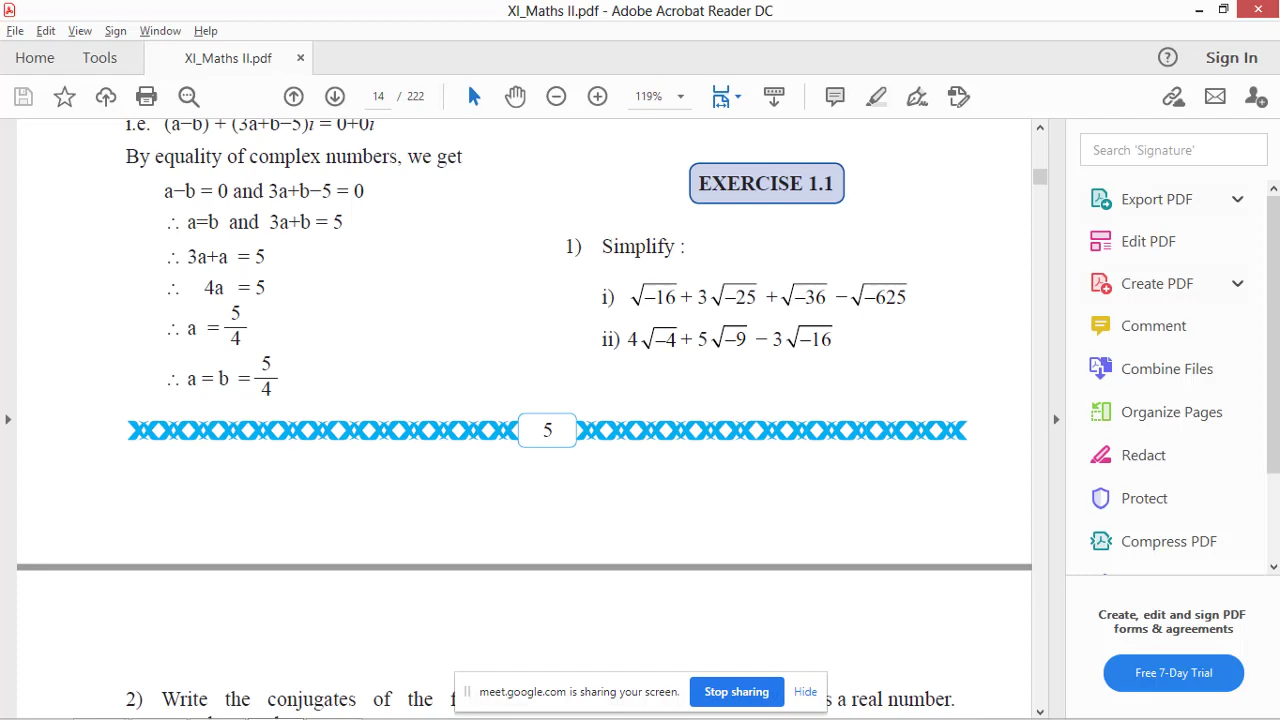 XI_Maths II.pdf - Adobe Acrobat Reader DC
File Edit View Sign Window Help
Home Tools XI_Maths II.pdf × Sign In
14 / 222 119%
i.e. (a−b) + (3a+b−5)i = 0+0i
By equality of complex numbers, we get
a−b = 0 and 3a+b−5 = 0
∴ a=b and 3a+b = 5
∴ 3a+a = 5
∴ 4a = 5
∴ a = 5/4
∴ a = b = 5/4
EXERCISE 1.1
1) Simplify :
i) √−16 + 3√−25 + √−36 − √−625
ii) 4√−4 + 5√−9 − 3√−16
5
2) Write the conjugates of the
s a real number.
meet.google.com is sharing your screen. Stop sharing Hide
Search 'Signature'
Export PDF
Edit PDF
Create PDF
Comment
Combine Files
Organize Pages
Redact
Protect
Compress PDF
Create, edit and sign PDF
forms & agreements
Free 7-Day Trial